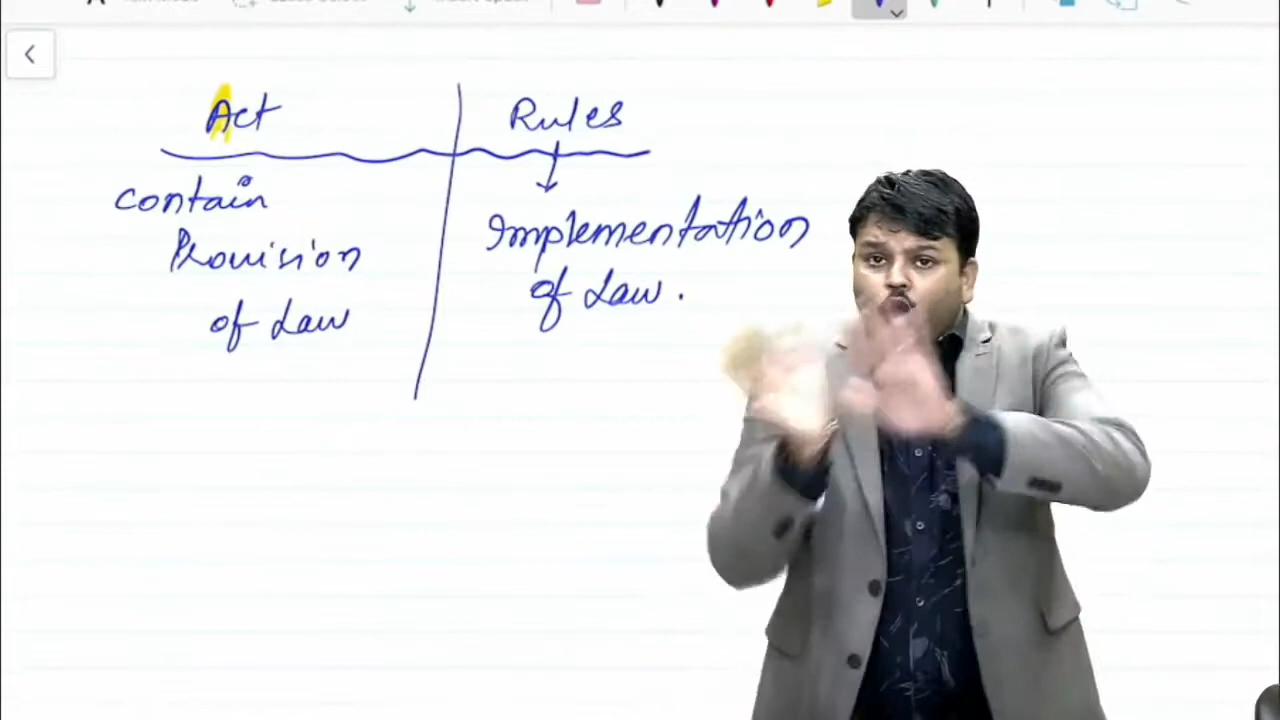 Act
Rules
contain
Provision
of Law
Implementation
of Law.